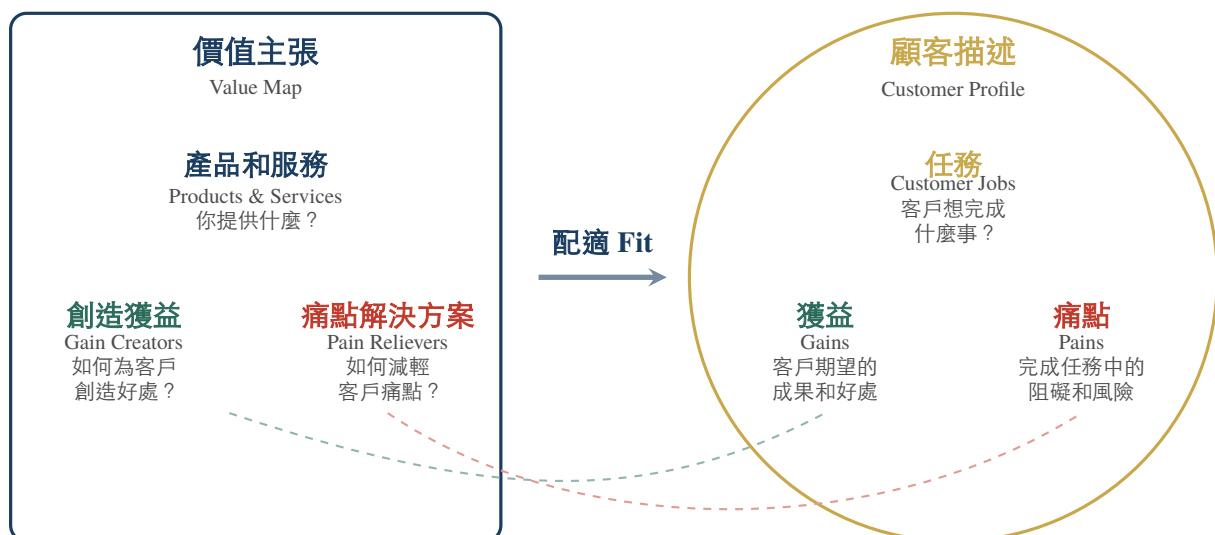 價值主張
Value Map
產品和服務
Products & Services
你提供什麼？
創造獲益
Gain Creators
如何為客戶
創造好處？
痛點解決方案
Pain Relievers
如何減輕
客戶痛點？
配適 Fit
顧客描述
Customer Profile
任務
Customer Jobs
客戶想完成
什麼事？
獲益
Gains
客戶期望的
成果和好處
痛點
Pains
完成任務中的
阻礙和風險